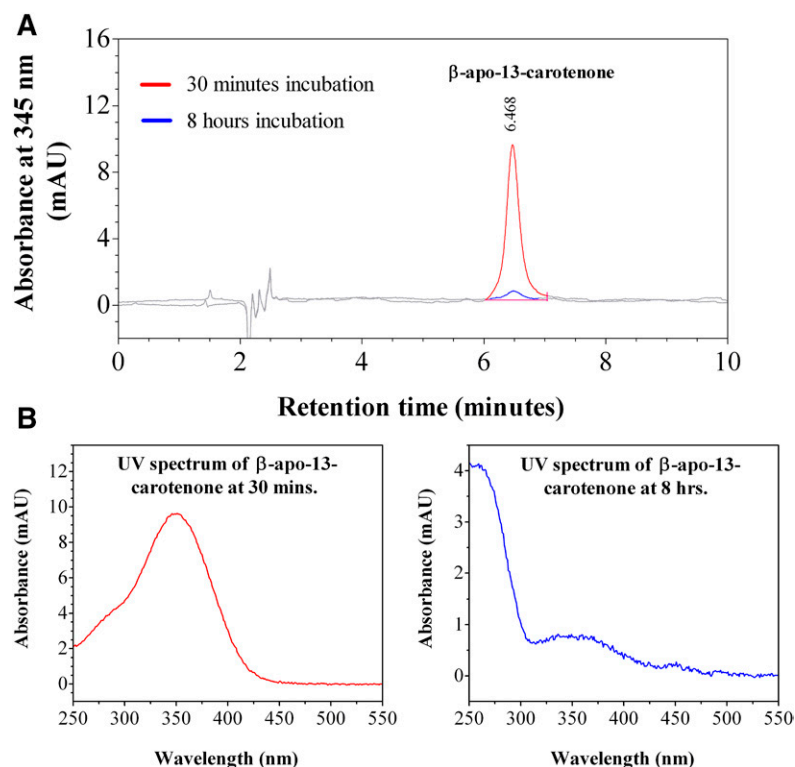 A
Absorbance at 345 nm
(mAU)
16
12
8
4
0
30 minutes incubation
8 hours incubation
β-apo-13-carotenone
6.468
0
2
4
6
8
10
Retention time (minutes)
B
UV spectrum of β-apo-13-
carotenone at 30 mins.
Absorbance (mAU)
12
10
8
6
4
2
0
250
300
350
400
450
500
550
Wavelength (nm)
UV spectrum of β-apo-13-
carotenone at 8 hrs.
Absorbance (mAU)
4
3
2
1
0
250
300
350
400
450
500
550
Wavelength (nm)